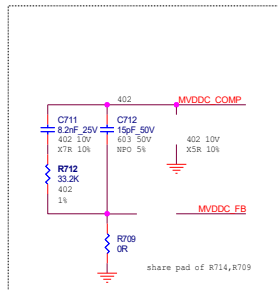 402
MVDDC_COMP
C711
8.2nF_25V
402 10V
X7R 10%
C712
15pF_50V
603 50V
NPO 5%
402 10V
X5R 10%
R712
33.2K
402
1%
MVDDC_FB
R709
0R
share pad of R714,R709